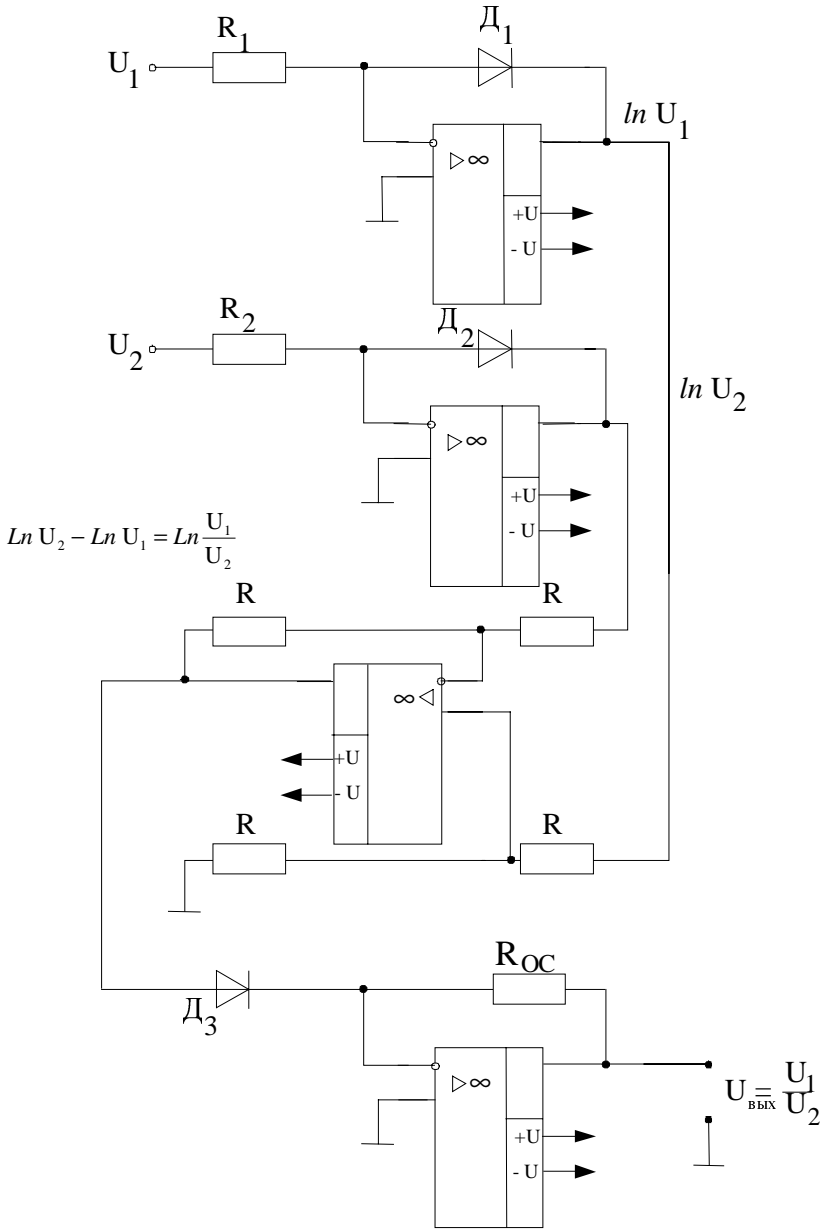 R1 Д1
U1
ln U1
▷∞
+U
- U
R2 Д2
U2
ln U2
▷∞
+U
- U
Ln U2 – Ln U1 = Ln U1/U2
R R
∞◁
+U
- U
R R
RОС
Д3
▷∞
Uвых = U1/U2
+U
- U